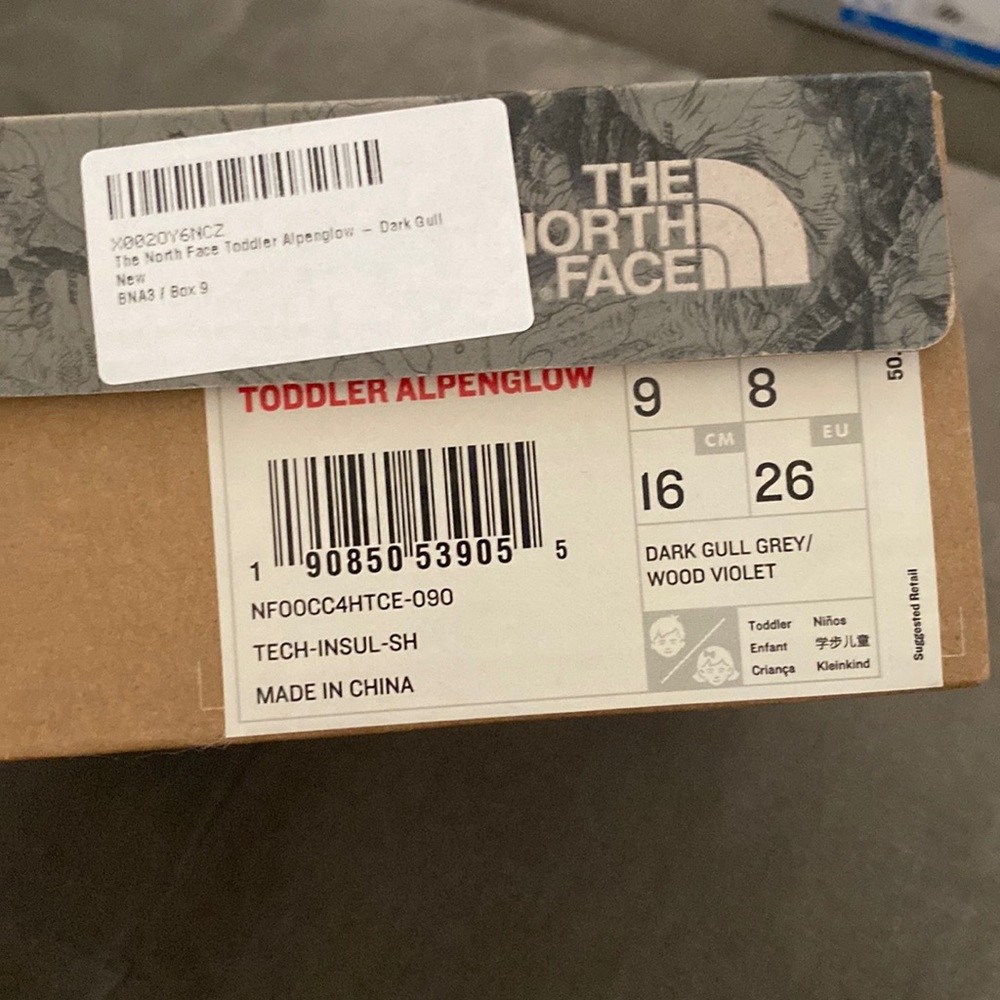 X002OY6NCZ
The North Face Toddler Alpenglow – Dark Gull
New
BNA3 / Box 9
THE
NORTH
FACE
TODDLER ALPENGLOW
9 8
CM EU
16 26
50.
1 90850 53905 5
NF00CC4HTCE-090
TECH-INSUL-SH
MADE IN CHINA
DARK GULL GREY/
WOOD VIOLET
Toddler Niños
Enfant 学步儿童
Criança Kleinkind
Suggested Retail